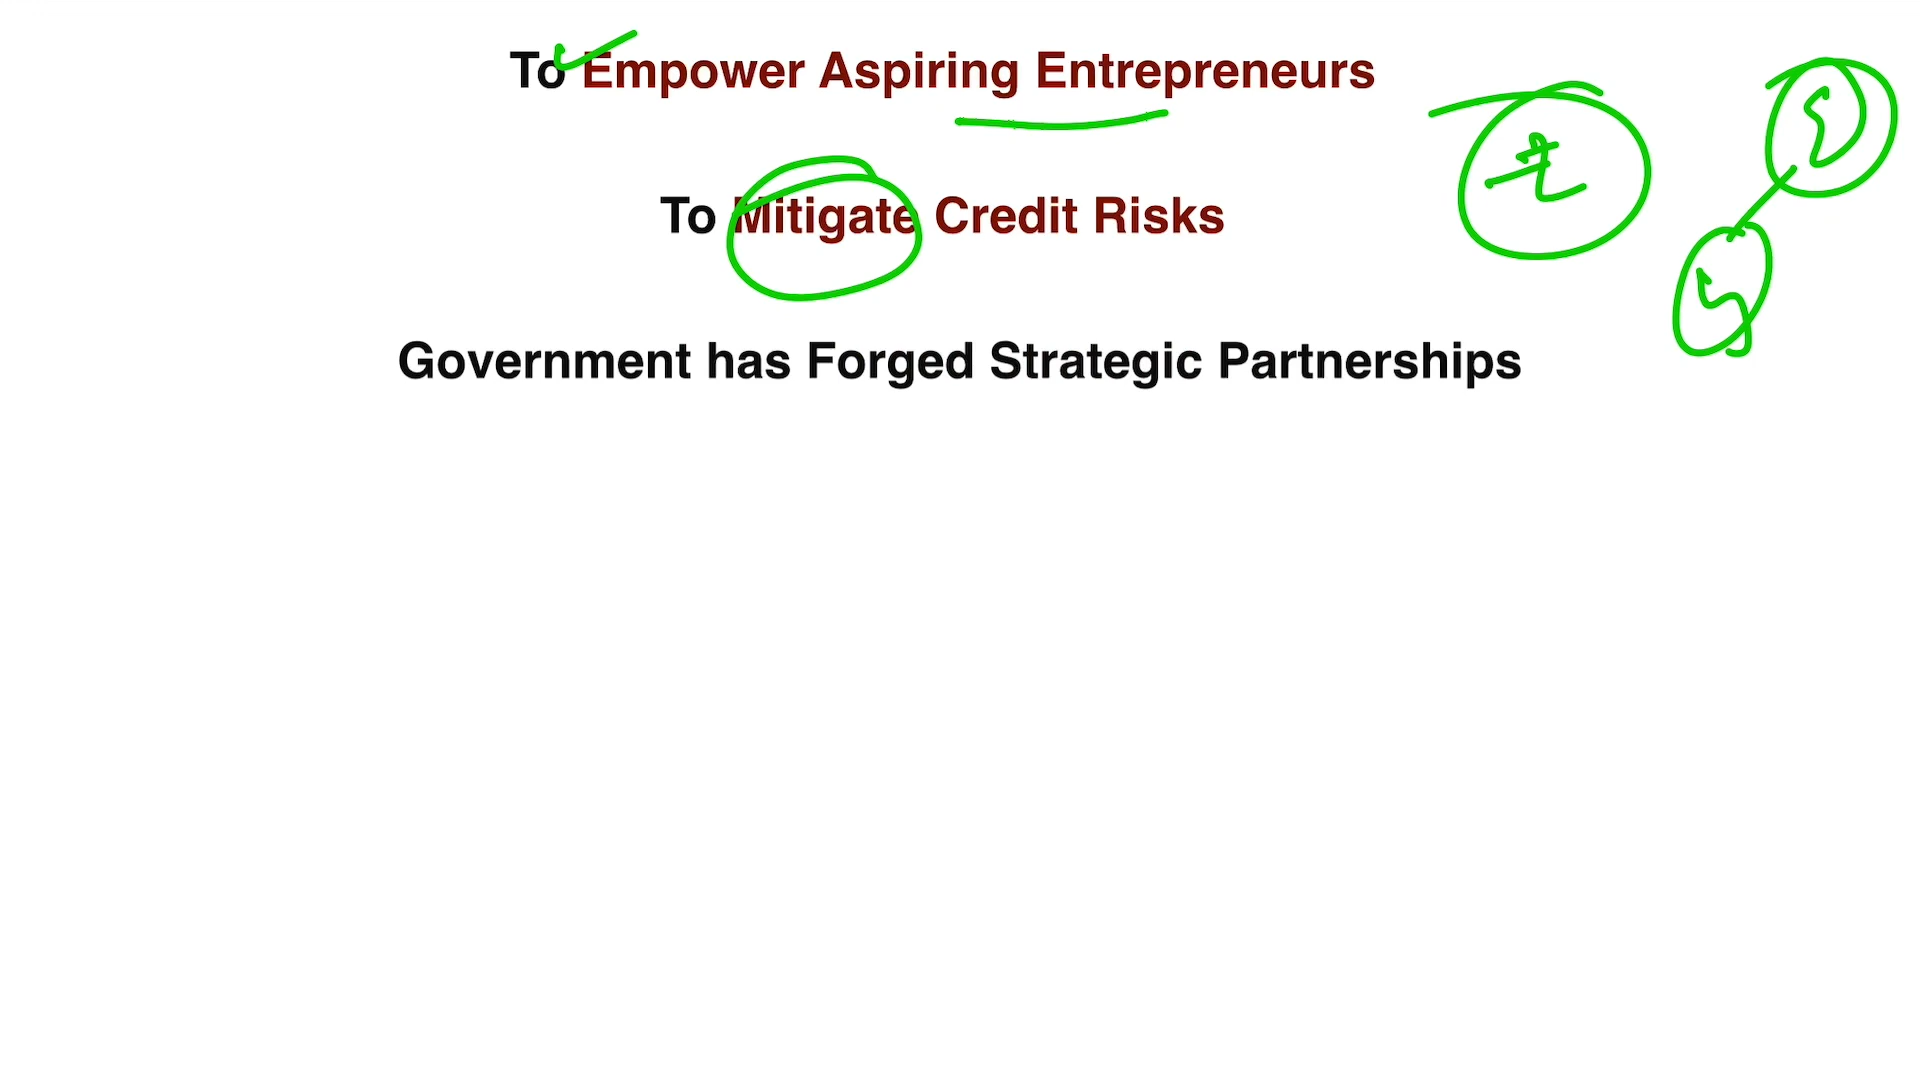 To Empower Aspiring Entrepreneurs
To Mitigate Credit Risks
Government has Forged Strategic Partnerships